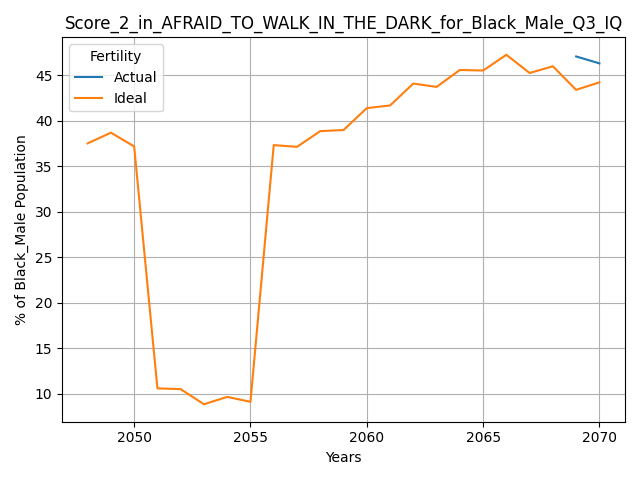 Score_2_in_AFRAID_TO_WALK_IN_THE_DARK_for_Black_Male_Q3_IQ
Fertility
Actual
Ideal
45
40
35
30
25
20
15
10
% of Black_Male Population
2050 2055 2060 2065 2070
Years